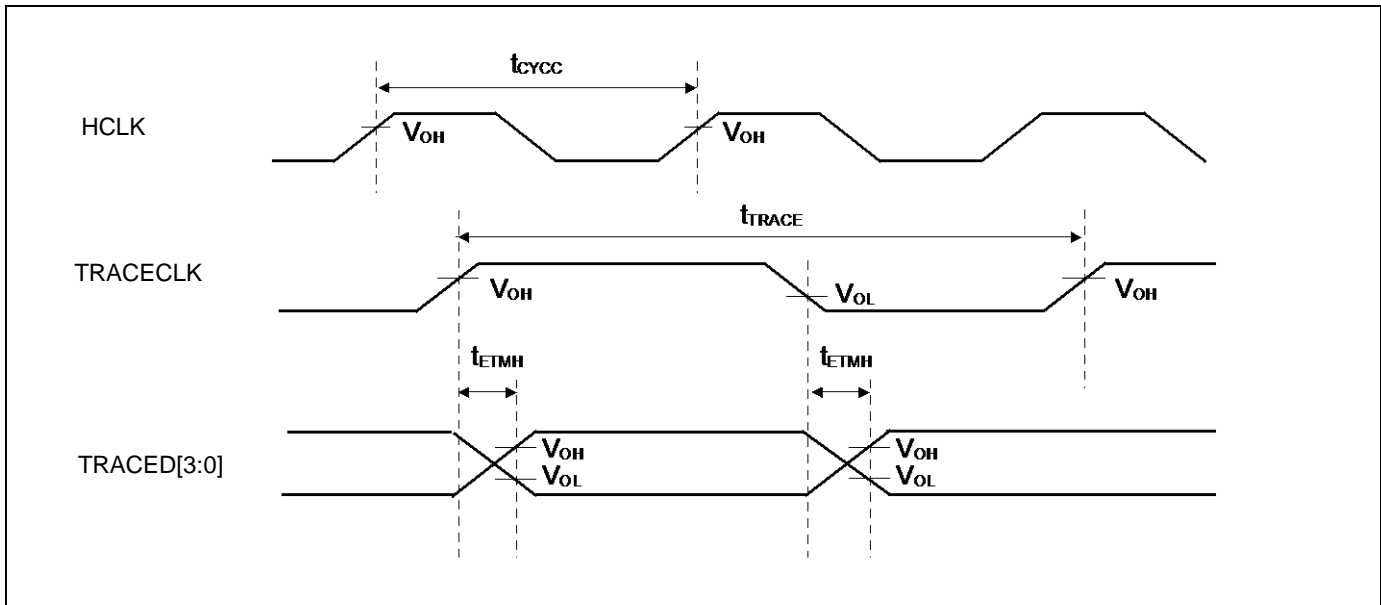 tCYCC
HCLK
VOH VOH
tTRACE
TRACECLK
VOH VOL VOH
tETMH tETMH
TRACED[3:0]
VOH VOH
VOL VOL